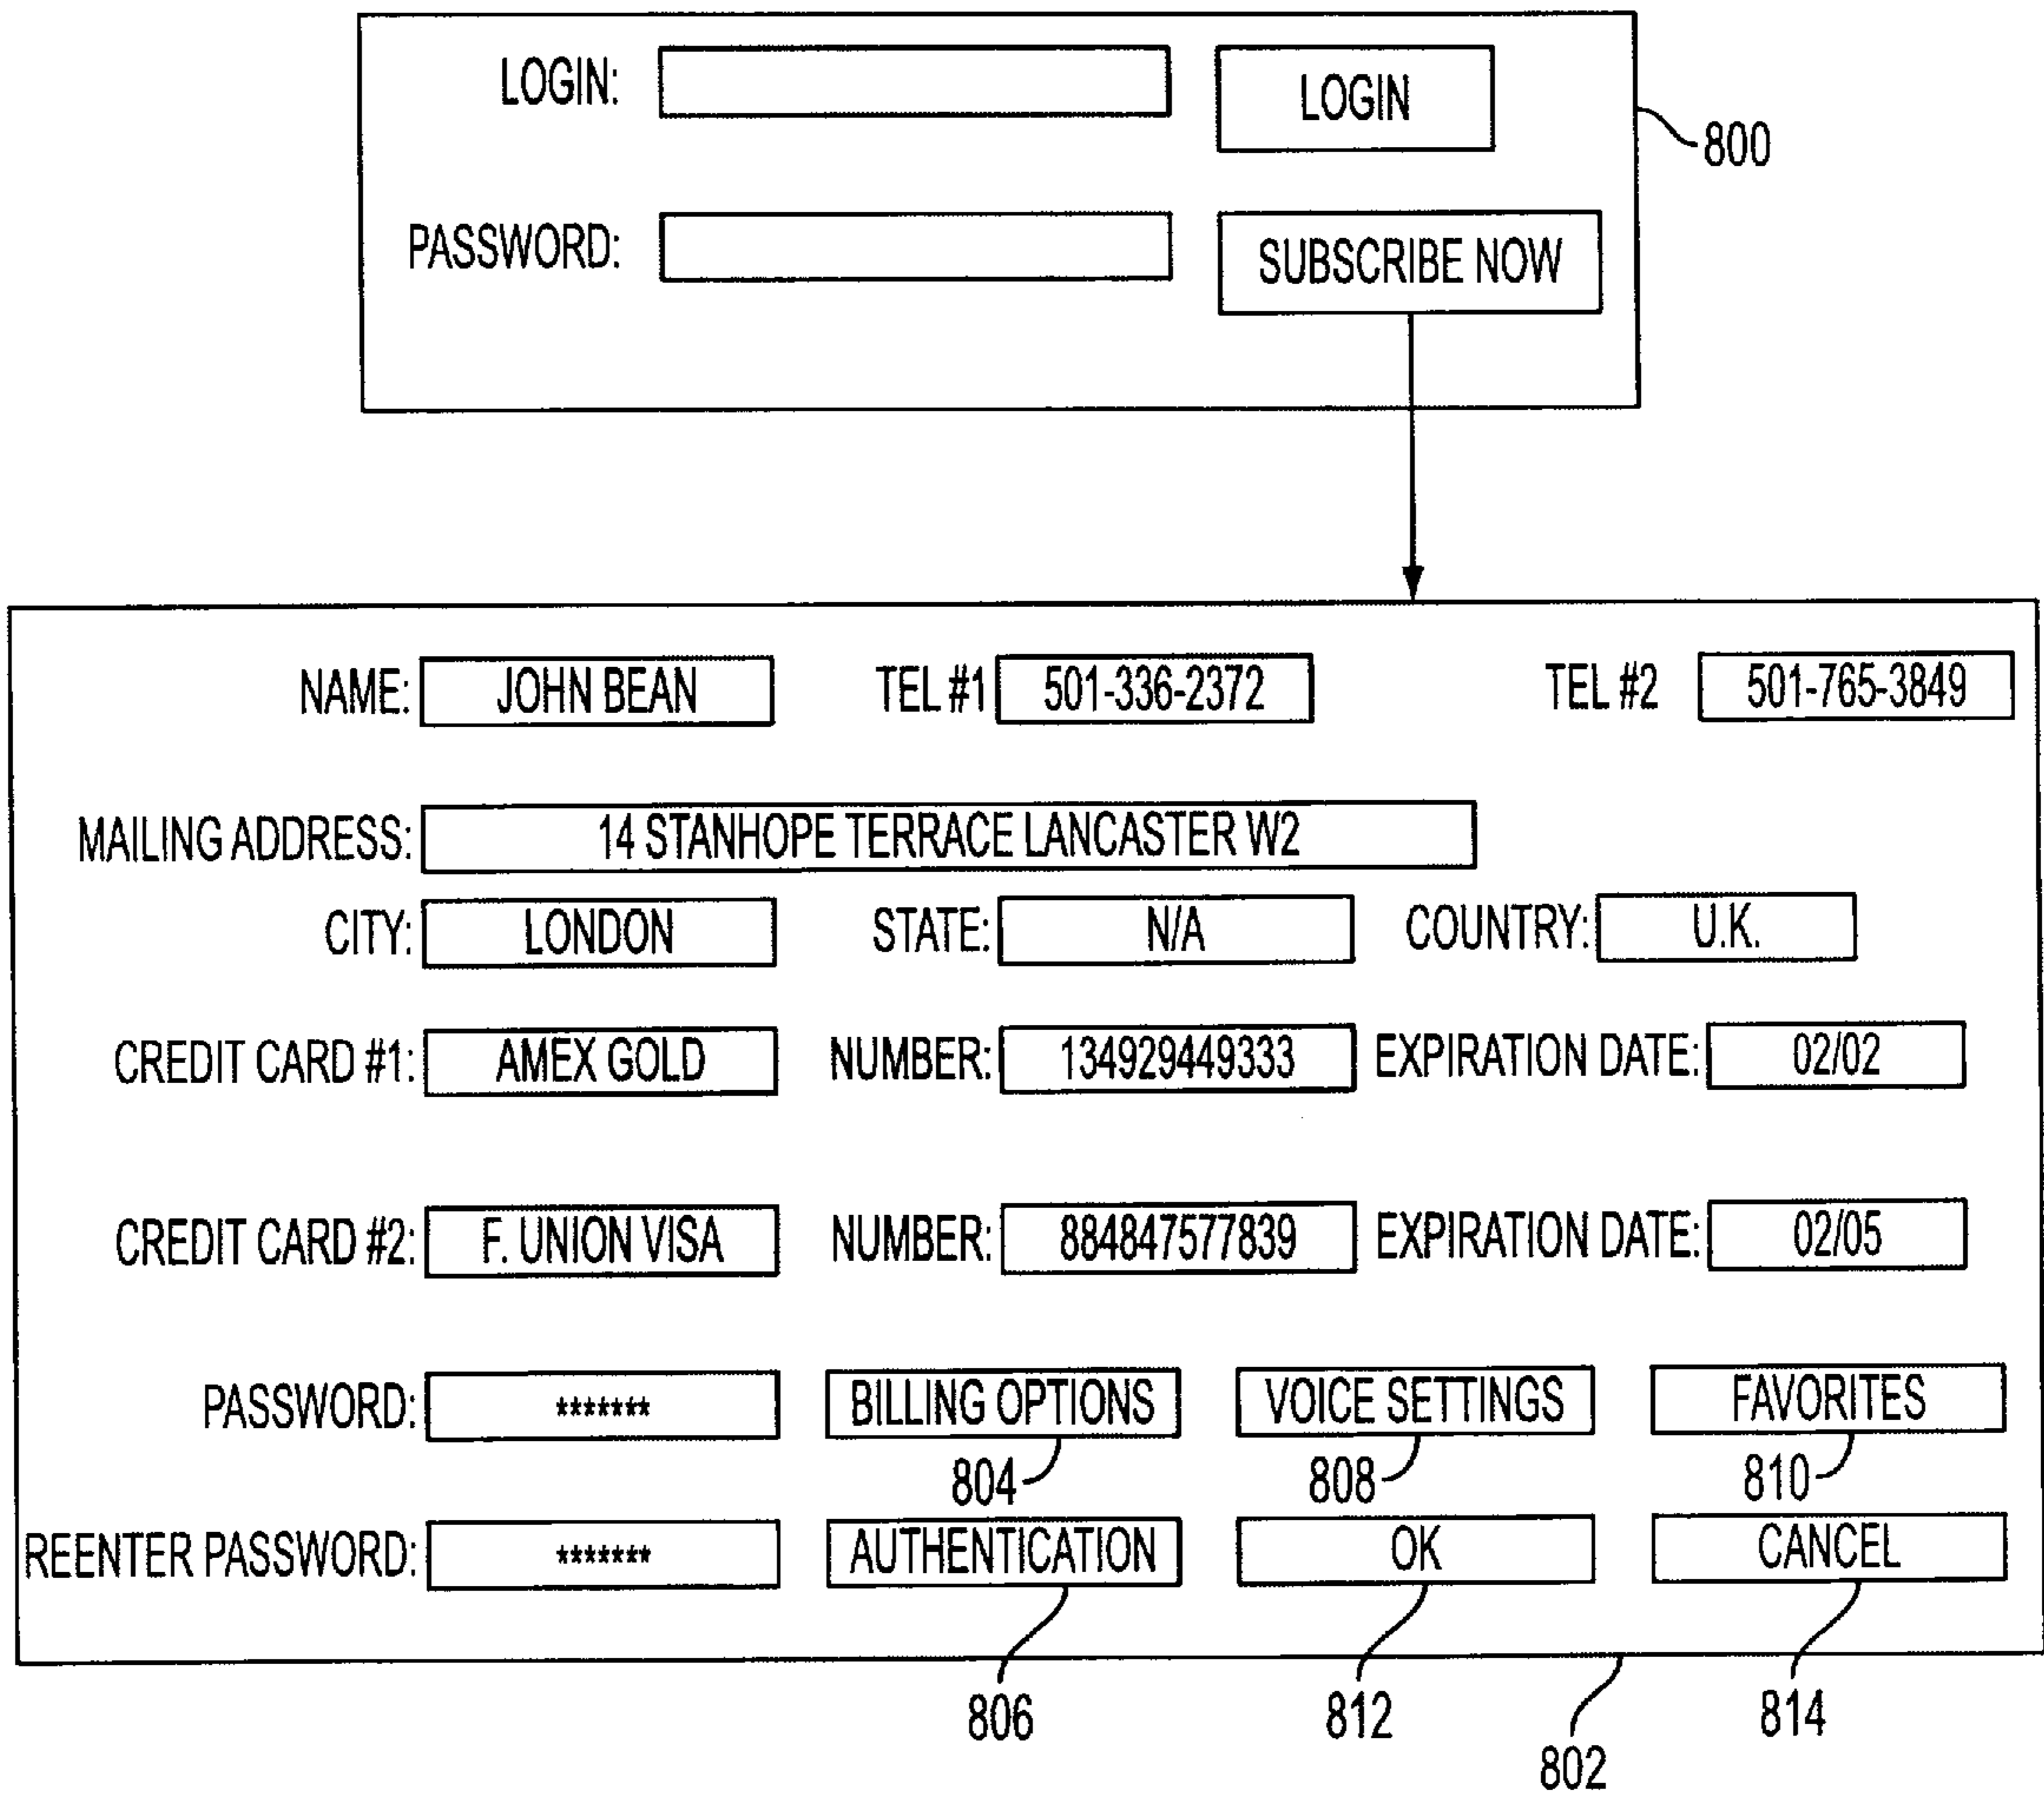 LOGIN: LOGIN
800
PASSWORD: SUBSCRIBE NOW
NAME: JOHN BEAN TEL #1 501-336-2372 TEL #2 501-765-3849
MAILING ADDRESS: 14 STANHOPE TERRACE LANCASTER W2
CITY: LONDON STATE: N/A COUNTRY: U.K.
CREDIT CARD #1: AMEX GOLD NUMBER: 134929449333 EXPIRATION DATE: 02/02
CREDIT CARD #2: F. UNION VISA NUMBER: 884847577839 EXPIRATION DATE: 02/05
PASSWORD: ******* BILLING OPTIONS VOICE SETTINGS FAVORITES
804 808 810
REENTER PASSWORD: ******* AUTHENTICATION OK CANCEL
806 812 814
802